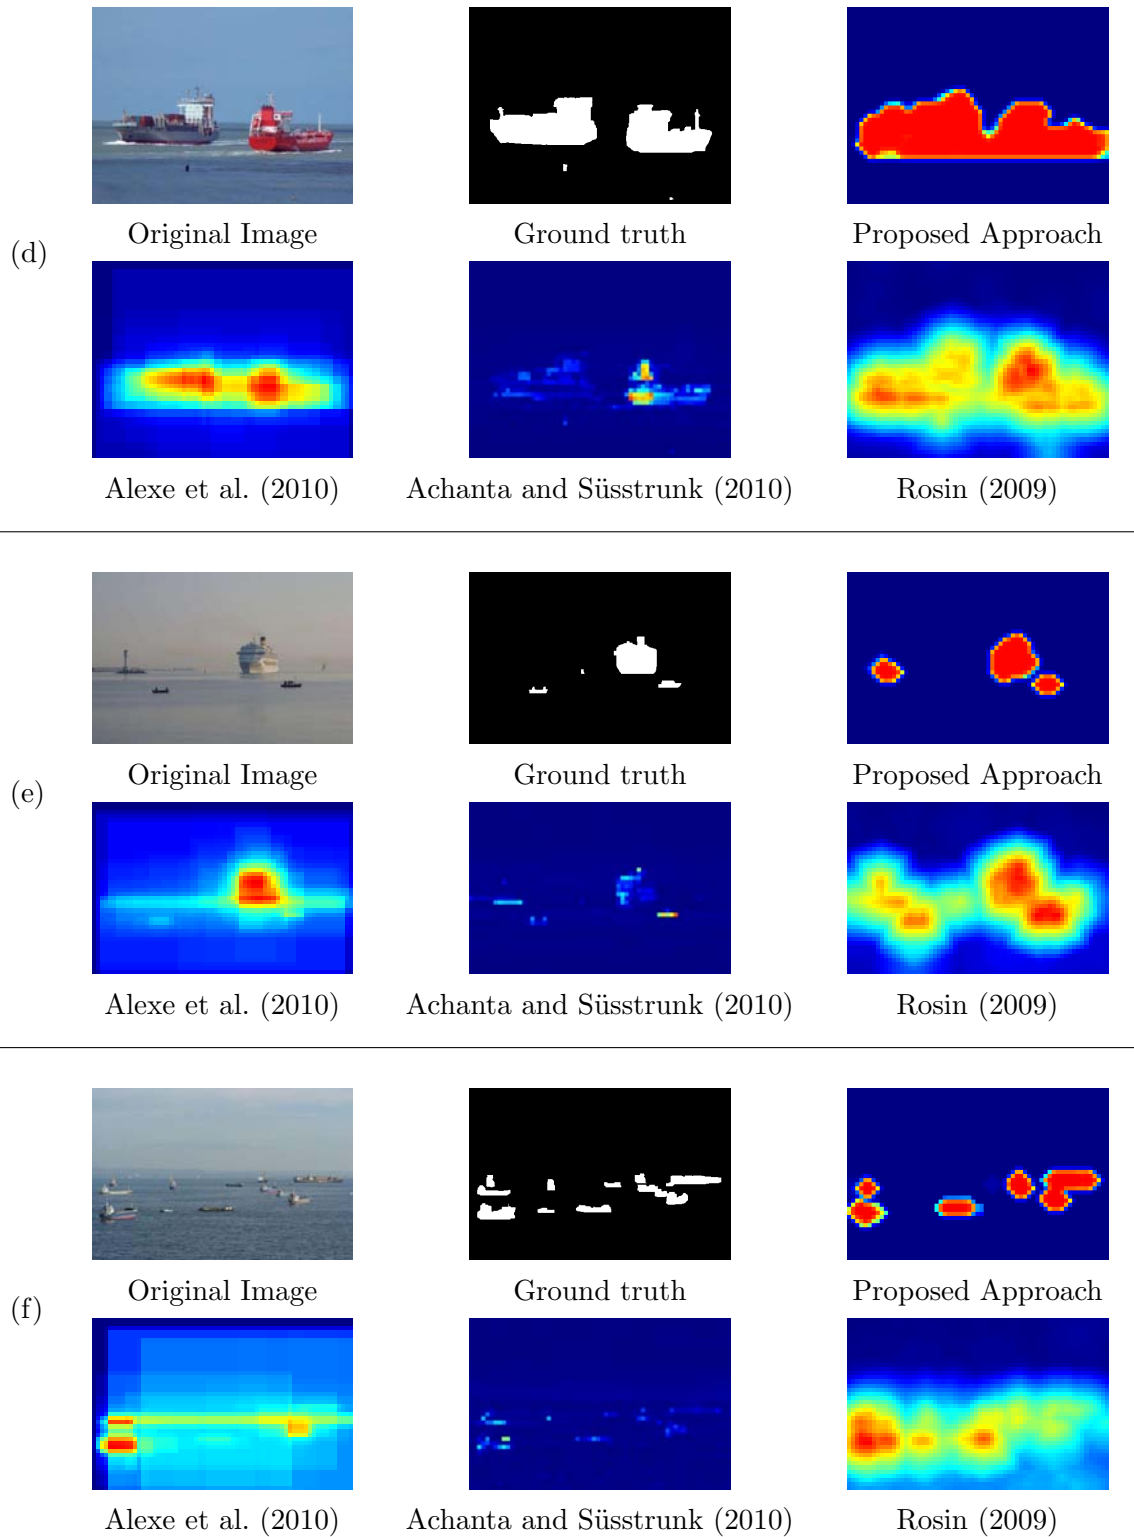 Original Image Ground truth Proposed Approach
(d)
Alexe et al. (2010) Achanta and Süsstrunk (2010) Rosin (2009)
Original Image Ground truth Proposed Approach
(e)
Alexe et al. (2010) Achanta and Süsstrunk (2010) Rosin (2009)
Original Image Ground truth Proposed Approach
(f)
Alexe et al. (2010) Achanta and Süsstrunk (2010) Rosin (2009)